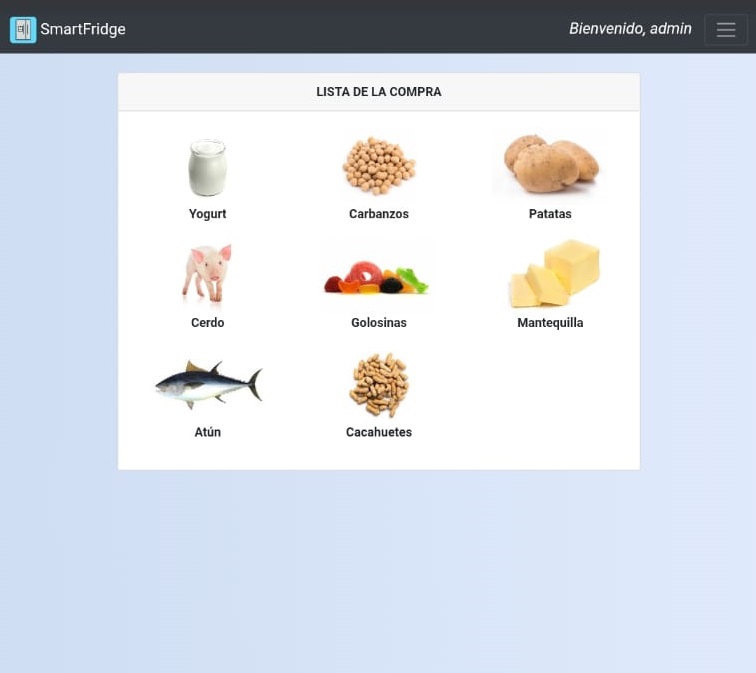 SmartFridge
Bienvenido, admin
LISTA DE LA COMPRA
Yogurt
Carbanzos
Patatas
Cerdo
Golosinas
Mantequilla
Atún
Cacahuetes